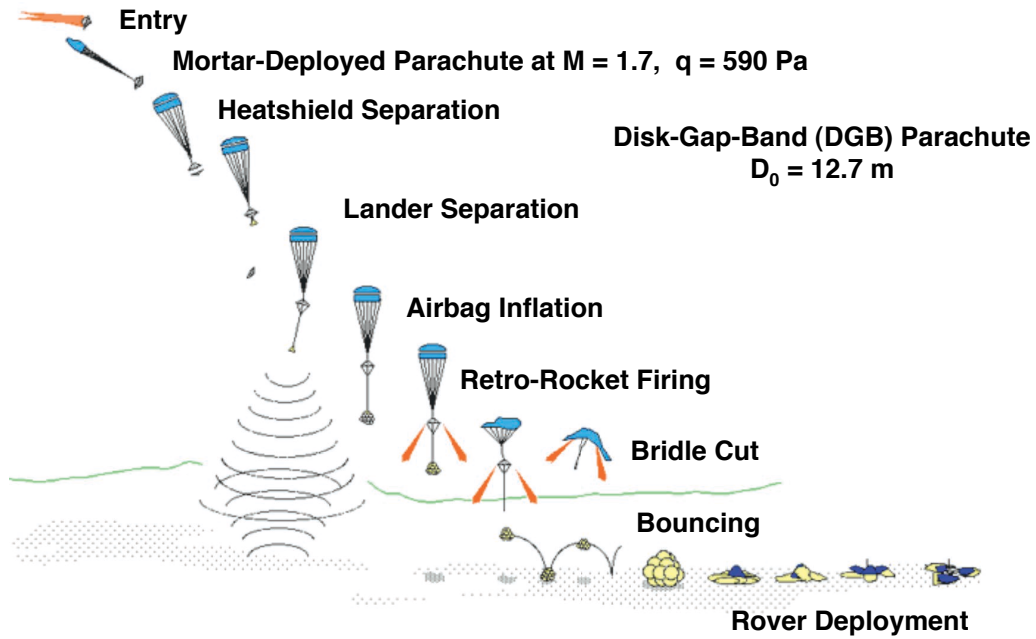 Entry
Mortar-Deployed Parachute at M = 1.7, q = 590 Pa
Heatshield Separation
Disk-Gap-Band (DGB) Parachute
D₀ = 12.7 m
Lander Separation
Airbag Inflation
Retro-Rocket Firing
Bridle Cut
Bouncing
Rover Deployment